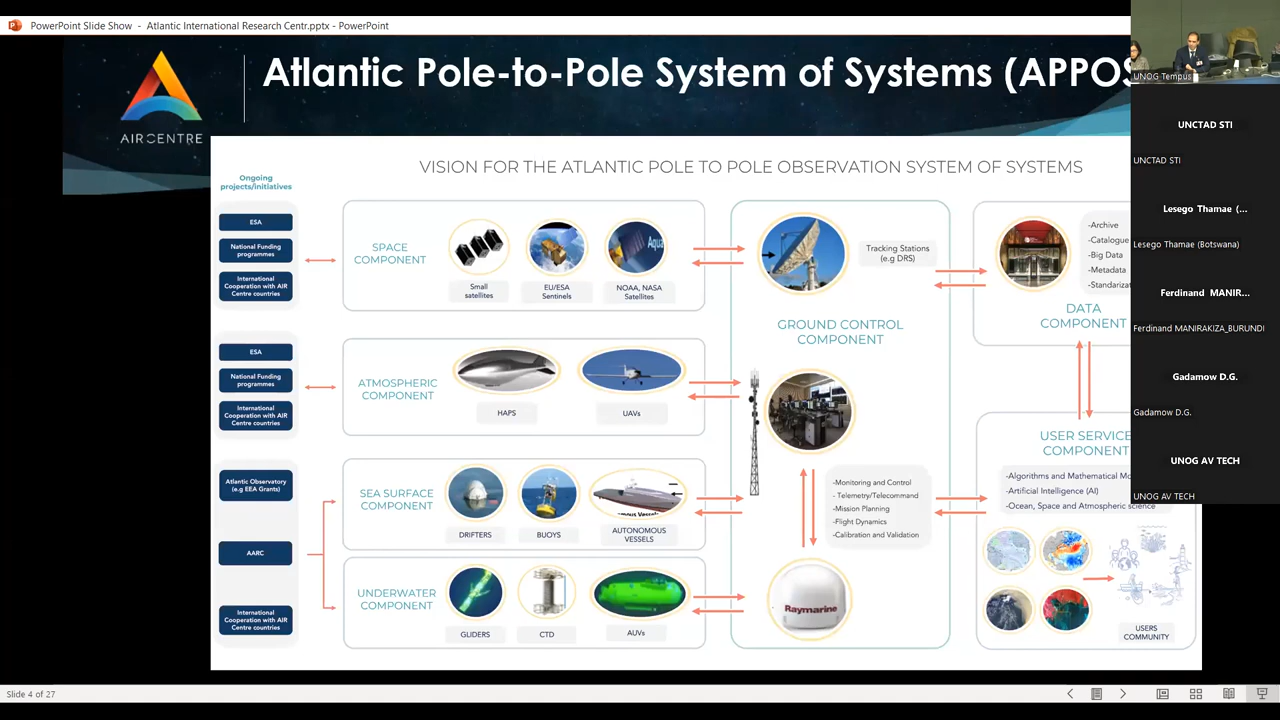 PowerPoint Slide Show - Atlantic International Research Centr.pptx - PowerPoint
Atlantic Pole-to-Pole System of Systems (APPOS
AIRCENTRE
VISION FOR THE ATLANTIC POLE TO POLE OBSERVATION SYSTEM OF SYSTEMS
Ongoing
projects/initiatives
ESA
National Funding
programmes
International
Cooperation with AIR
Centre countries
SPACE
COMPONENT
Small
satellites
EU/ESA
Sentinels
Aqua
NOAA, NASA
Satellites
Tracking Stations
(e.g DRS)
GROUND CONTROL
COMPONENT
-Archive
-Catalogue
-Big Data
-Metadata
-Standarizat
DATA
COMPONENT
ESA
National Funding
programmes
International
Cooperation with AIR
Centre countries
ATMOSPHERIC
COMPONENT
HAPS
UAVs
Atlantic Observatory
(e.g EEA Grants)
AARC
International
Cooperation with AIR
Centre countries
SEA SURFACE
COMPONENT
DRIFTERS
BUOYS
AUTONOMOUS
VESSELS
UNDERWATER
COMPONENT
GLIDERS
CTD
AUVs
-Monitoring and Control
- Telemetry/Telecommand
-Mission Planning
-Flight Dynamics
-Calibration and Validation
Raymarine
USER SERVICE
COMPONENT
-Algorithms and Mathematical Mo
-Artificial Intelligence (AI)
-Ocean, Space and Atmospheric science
USERS
COMMUNITY
UNOG Tempus
UNCTAD STI
UNCTAD STI
Lesego Thamae (...
Lesego Thamae (Botswana)
Ferdinand MANIR...
Ferdinand MANIRAKIZA_BURUNDI
Gadamow D.G.
Gadamow D.G.
UNOG AV TECH
UNOG AV TECH
Slide 4 of 27